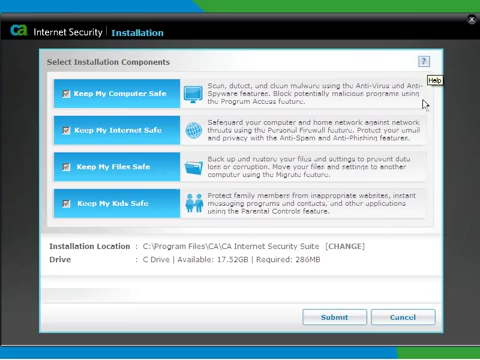 ca Internet Security Installation
Select Installation Components
?
Help
Keep My Computer Safe
Scan, detect, and clean malware using the Anti-Virus and Anti-
Spyware features. Block potentially malicious programs using
the Program Access feature.
Keep My Internet Safe
Safeguard your computer and home network against network
threats using the Personal Firewall feature. Protect your email
and privacy with the Anti-Spam and Anti-Phishing features.
Keep My Files Safe
Back up and restore your files and settings to prevent data
loss or corruption. Move your files and settings to another
computer using the Migrate feature.
Keep My Kids Safe
Protect family members from inappropriate websites, instant
messaging programs and contacts, and other applications
using the Parental Controls feature.
Installation Location : C:\Program Files\CA\CA Internet Security Suite [CHANGE]
Drive : C Drive | Available: 17.52GB | Required: 286MB
Submit
Cancel